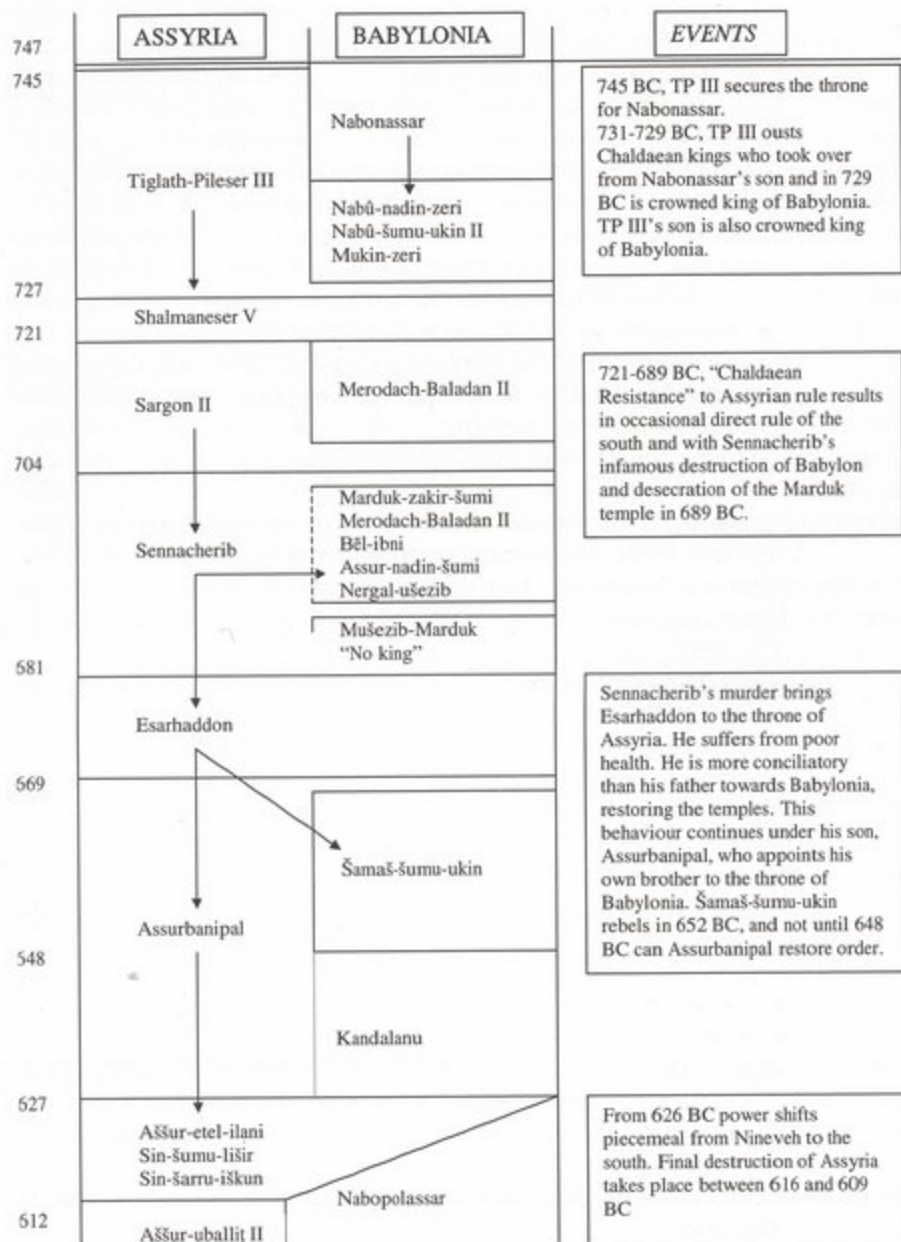 ASSYRIA
BABYLONIA
EVENTS
747
745
Nabonassar
Tiglath-Pileser III
Nabû-nadin-zeri
Nabû-šumu-ukin II
Mukin-zeri
745 BC, TP III secures the throne
for Nabonassar.
731-729 BC, TP III ousts
Chaldaean kings who took over
from Nabonassar's son and in 729
BC is crowned king of Babylonia.
TP III's son is also crowned king
of Babylonia.
727
Shalmaneser V
721
Sargon II
Merodach-Baladan II
721-689 BC, “Chaldaean
Resistance” to Assyrian rule results
in occasional direct rule of the
south and with Sennacherib's
infamous destruction of Babylon
and desecration of the Marduk
temple in 689 BC.
704
Sennacherib
Marduk-zakir-šumi
Merodach-Baladan II
Bēl-ibni
Assur-nadin-šumi
Nergal-ušezib
Mušezib-Marduk
“No king”
681
Esarhaddon
Sennacherib's murder brings
Esarhaddon to the throne of
Assyria. He suffers from poor
health. He is more conciliatory
than his father towards Babylonia,
restoring the temples. This
behaviour continues under his son,
Assurbanipal, who appoints his
own brother to the throne of
Babylonia. Šamaš-šumu-ukin
rebels in 652 BC, and not until 648
BC can Assurbanipal restore order.
669
Šamaš-šumu-ukin
Assurbanipal
648
Kandalanu
627
Aššur-etel-ilani
Sin-šumu-lišir
Sin-šarru-iškun
Nabopolassar
From 626 BC power shifts
piecemeal from Nineveh to the
south. Final destruction of Assyria
takes place between 616 and 609
BC
612
Aššur-uballiṭ II